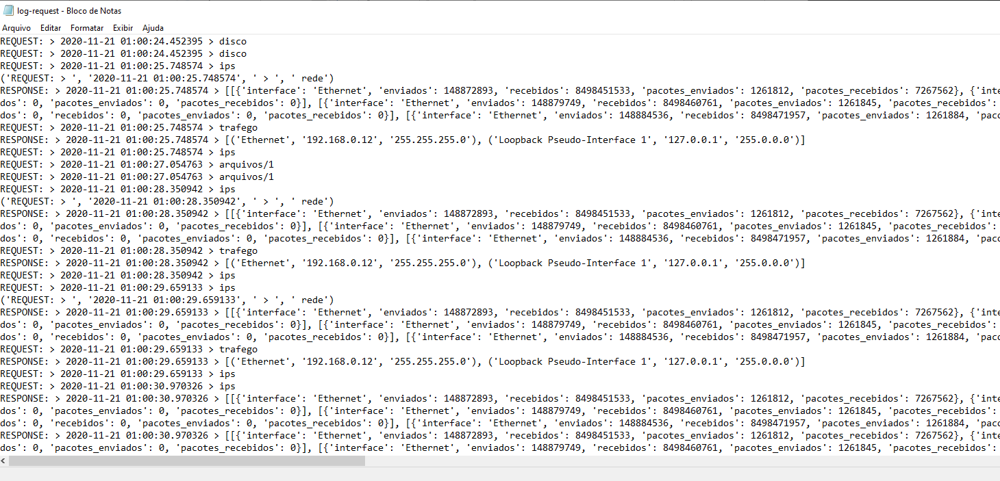 log-request - Bloco de Notas
Arquivo Editar Formatar Exibir Ajuda
REQUEST: > 2020-11-21 01:00:24.452395 > disco
REQUEST: > 2020-11-21 01:00:24.452395 > disco
REQUEST: > 2020-11-21 01:00:25.748574 > ips
('REQUEST: > ', '2020-11-21 01:00:25.748574', ' > ', ' rede')
RESPONSE: > 2020-11-21 01:00:25.748574 > [[{'interface': 'Ethernet', 'enviados': 148872893, 'recebidos': 8498451533, 'pacotes_enviados': 1261812, 'pacotes_recebidos': 7267562}, {'inte
dos': 0, 'pacotes_enviados': 0, 'pacotes_recebidos': 0}], [{'interface': 'Ethernet', 'enviados': 148879749, 'recebidos': 8498460761, 'pacotes_enviados': 1261845, 'pacotes_recebidos':
dos': 0, 'recebidos': 0, 'pacotes_enviados': 0, 'pacotes_recebidos': 0}], [{'interface': 'Ethernet', 'enviados': 148884536, 'recebidos': 8498471957, 'pacotes_enviados': 1261884, 'paco
REQUEST: > 2020-11-21 01:00:25.748574 > trafego
RESPONSE: > 2020-11-21 01:00:25.748574 > [('Ethernet', '192.168.0.12', '255.255.255.0'), ('Loopback Pseudo-Interface 1', '127.0.0.1', '255.0.0.0')]
REQUEST: > 2020-11-21 01:00:25.748574 > ips
REQUEST: > 2020-11-21 01:00:27.054763 > arquivos/1
REQUEST: > 2020-11-21 01:00:27.054763 > arquivos/1
REQUEST: > 2020-11-21 01:00:28.350942 > ips
('REQUEST: > ', '2020-11-21 01:00:28.350942', ' > ', ' rede')
RESPONSE: > 2020-11-21 01:00:28.350942 > [[{'interface': 'Ethernet', 'enviados': 148872893, 'recebidos': 8498451533, 'pacotes_enviados': 1261812, 'pacotes_recebidos': 7267562}, {'inte
dos': 0, 'pacotes_enviados': 0, 'pacotes_recebidos': 0}], [{'interface': 'Ethernet', 'enviados': 148879749, 'recebidos': 8498460761, 'pacotes_enviados': 1261845, 'pacotes_recebidos':
dos': 0, 'recebidos': 0, 'pacotes_enviados': 0, 'pacotes_recebidos': 0}], [{'interface': 'Ethernet', 'enviados': 148884536, 'recebidos': 8498471957, 'pacotes_enviados': 1261884, 'paco
REQUEST: > 2020-11-21 01:00:28.350942 > trafego
RESPONSE: > 2020-11-21 01:00:28.350942 > [('Ethernet', '192.168.0.12', '255.255.255.0'), ('Loopback Pseudo-Interface 1', '127.0.0.1', '255.0.0.0')]
REQUEST: > 2020-11-21 01:00:28.350942 > ips
REQUEST: > 2020-11-21 01:00:29.659133 > ips
('REQUEST: > ', '2020-11-21 01:00:29.659133', ' > ', ' rede')
RESPONSE: > 2020-11-21 01:00:29.659133 > [[{'interface': 'Ethernet', 'enviados': 148872893, 'recebidos': 8498451533, 'pacotes_enviados': 1261812, 'pacotes_recebidos': 7267562}, {'inte
dos': 0, 'pacotes_enviados': 0, 'pacotes_recebidos': 0}], [{'interface': 'Ethernet', 'enviados': 148879749, 'recebidos': 8498460761, 'pacotes_enviados': 1261845, 'pacotes_recebidos':
dos': 0, 'recebidos': 0, 'pacotes_enviados': 0, 'pacotes_recebidos': 0}], [{'interface': 'Ethernet', 'enviados': 148884536, 'recebidos': 8498471957, 'pacotes_enviados': 1261884, 'paco
REQUEST: > 2020-11-21 01:00:29.659133 > trafego
RESPONSE: > 2020-11-21 01:00:29.659133 > [('Ethernet', '192.168.0.12', '255.255.255.0'), ('Loopback Pseudo-Interface 1', '127.0.0.1', '255.0.0.0')]
REQUEST: > 2020-11-21 01:00:29.659133 > ips
REQUEST: > 2020-11-21 01:00:30.970326 > ips
RESPONSE: > 2020-11-21 01:00:30.970326 > [[{'interface': 'Ethernet', 'enviados': 148872893, 'recebidos': 8498451533, 'pacotes_enviados': 1261812, 'pacotes_recebidos': 7267562}, {'inte
dos': 0, 'pacotes_enviados': 0, 'pacotes_recebidos': 0}], [{'interface': 'Ethernet', 'enviados': 148879749, 'recebidos': 8498460761, 'pacotes_enviados': 1261845, 'pacotes_recebidos':
dos': 0, 'recebidos': 0, 'pacotes_enviados': 0, 'pacotes_recebidos': 0}], [{'interface': 'Ethernet', 'enviados': 148884536, 'recebidos': 8498471957, 'pacotes_enviados': 1261884, 'paco
RESPONSE: > 2020-11-21 01:00:30.970326 > [[{'interface': 'Ethernet', 'enviados': 148872893, 'recebidos': 8498451533, 'pacotes_enviados': 1261812, 'pacotes_recebidos': 7267562}, {'inte
dos': 0, 'pacotes_enviados': 0, 'pacotes_recebidos': 0}], [{'interface': 'Ethernet', 'enviados': 148879749, 'recebidos': 8498460761, 'pacotes_enviados': 1261845, 'pacotes_recebidos':